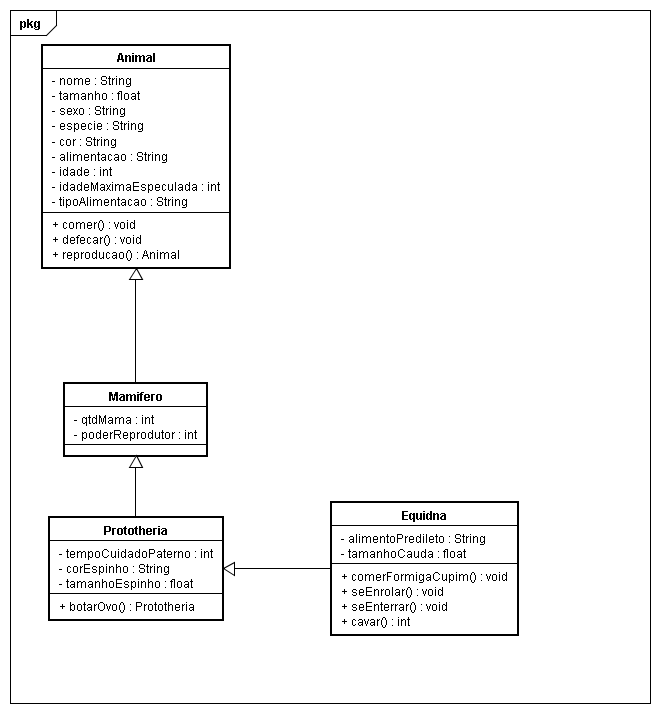 pkg
Animal
- nome : String
- tamanho : float
- sexo : String
- especie : String
- cor : String
- alimentacao : String
- idade : int
- idadeMaximaEspeculada : int
- tipoAlimentacao : String
+ comer() : void
+ defecar() : void
+ reproducao() : Animal
Mamifero
- qtdMama : int
- poderReprodutor : int
Prototheria
- tempoCuidadoPaterno : int
- corEspinho : String
- tamanhoEspinho : float
+ botarOvo() : Prototheria
Equidna
- alimentoPredileto : String
- tamanhoCauda : float
+ comerFormigaCupim() : void
+ seEnrolar() : void
+ seEnterrar() : void
+ cavar() : int